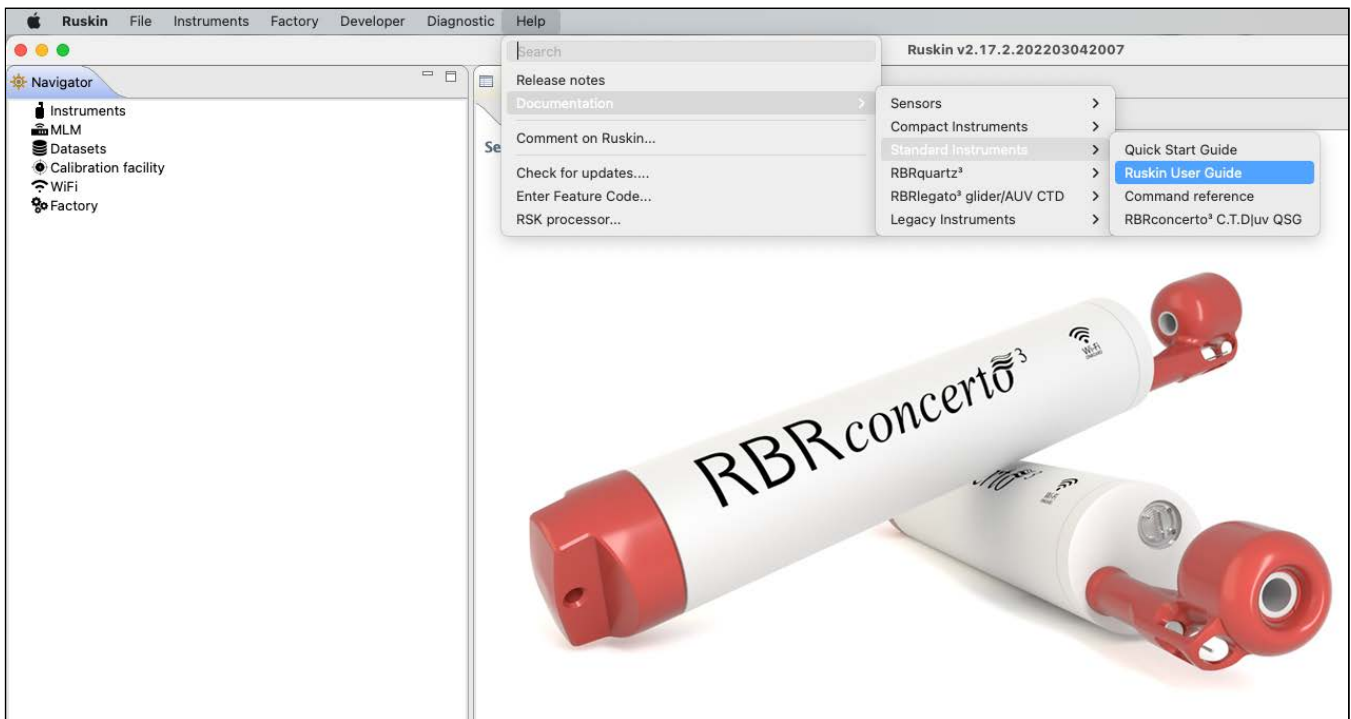 Ruskin File Instruments Factory Developer Diagnostic Help
Ruskin v2.17.2.202203042007
Navigator
Instruments
MLM
Datasets
Calibration facility
WiFi
Factory
Se
Search
Release notes
Documentation
Comment on Ruskin...
Check for updates....
Enter Feature Code...
RSK processor...
Sensors
Compact Instruments
Standard Instruments
RBRquartz³
RBRlegato³ glider/AUV CTD
Legacy Instruments
Quick Start Guide
Ruskin User Guide
Command reference
RBRconcerto³ C.T.D|uv QSG
RBRconcerto³
Wi-Fi